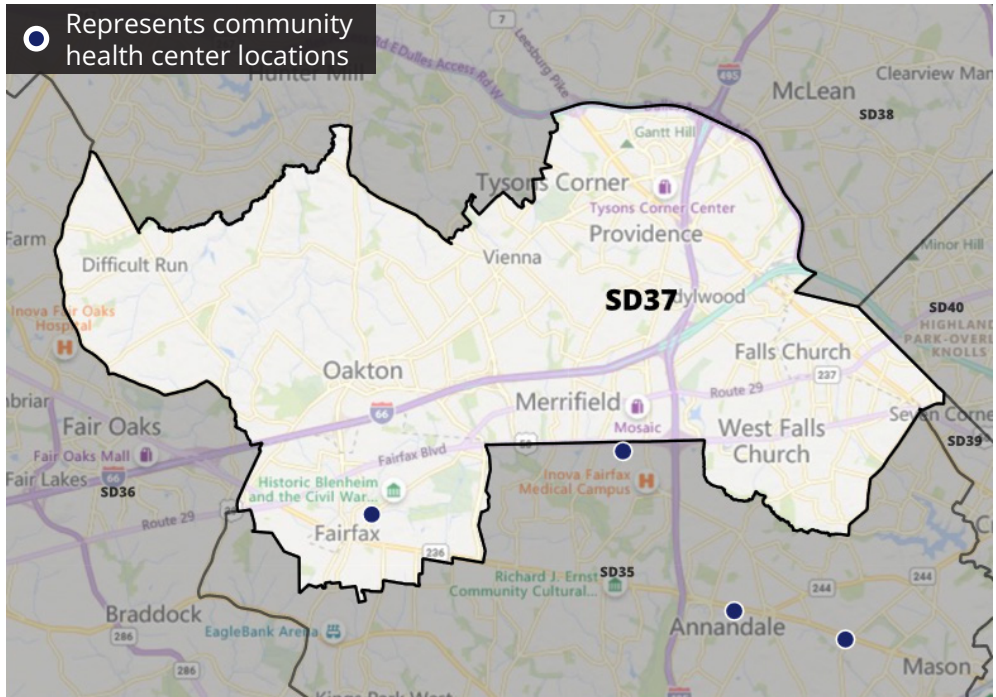 Represents community
health center locations
Hunter Mill
EDulles Access Rd W
7
Leesburg Pike
495
McLean
Clearview Man
SD38
Gantt Hill
Tysons Corner
Tysons Corner Center
Providence
Farm
Difficult Run
Vienna
Minor Hill
SD37
dylwood
SD40
HIGHLAND
PARK-OVERL
KNOLLS
Inova Fair Oaks
Hospital
H
Falls Church
Oakton
237
Route 29
66
Merrifield
Mosaic
Seven Corne
nbriar
Fair Oaks
West Falls
Church
SD39
Fair Oaks Mall
Fairfax Blvd
Fair Lakes
66
SD36
Historic Blenheim
and the Civil War...
Inova Fairfax
Medical Campus
H
Route 29
Fairfax
236
SD35
Richard J. Ernst
Community Cultural...
244
244
Braddock
286
EagleBank Arena
Annandale
286
Mason
Kings Park West